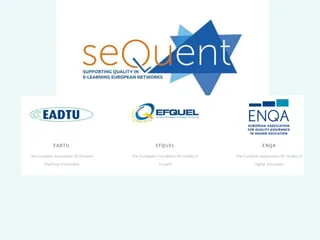 seQuent
SUPPORTING QUALITY IN
E-LEARNING EUROPEAN NETWORKS
EADTU
EFQUEL
ENQA
EUROPEAN ASSOCIATION
FOR QUALITY ASSURANCE
IN HIGHER EDUCATION
EADTU
EFQUEL
ENQA
The European Association of Distance
Teaching Universities
The European Foundation for Quality in
The European Association for Quality in
Higher Education